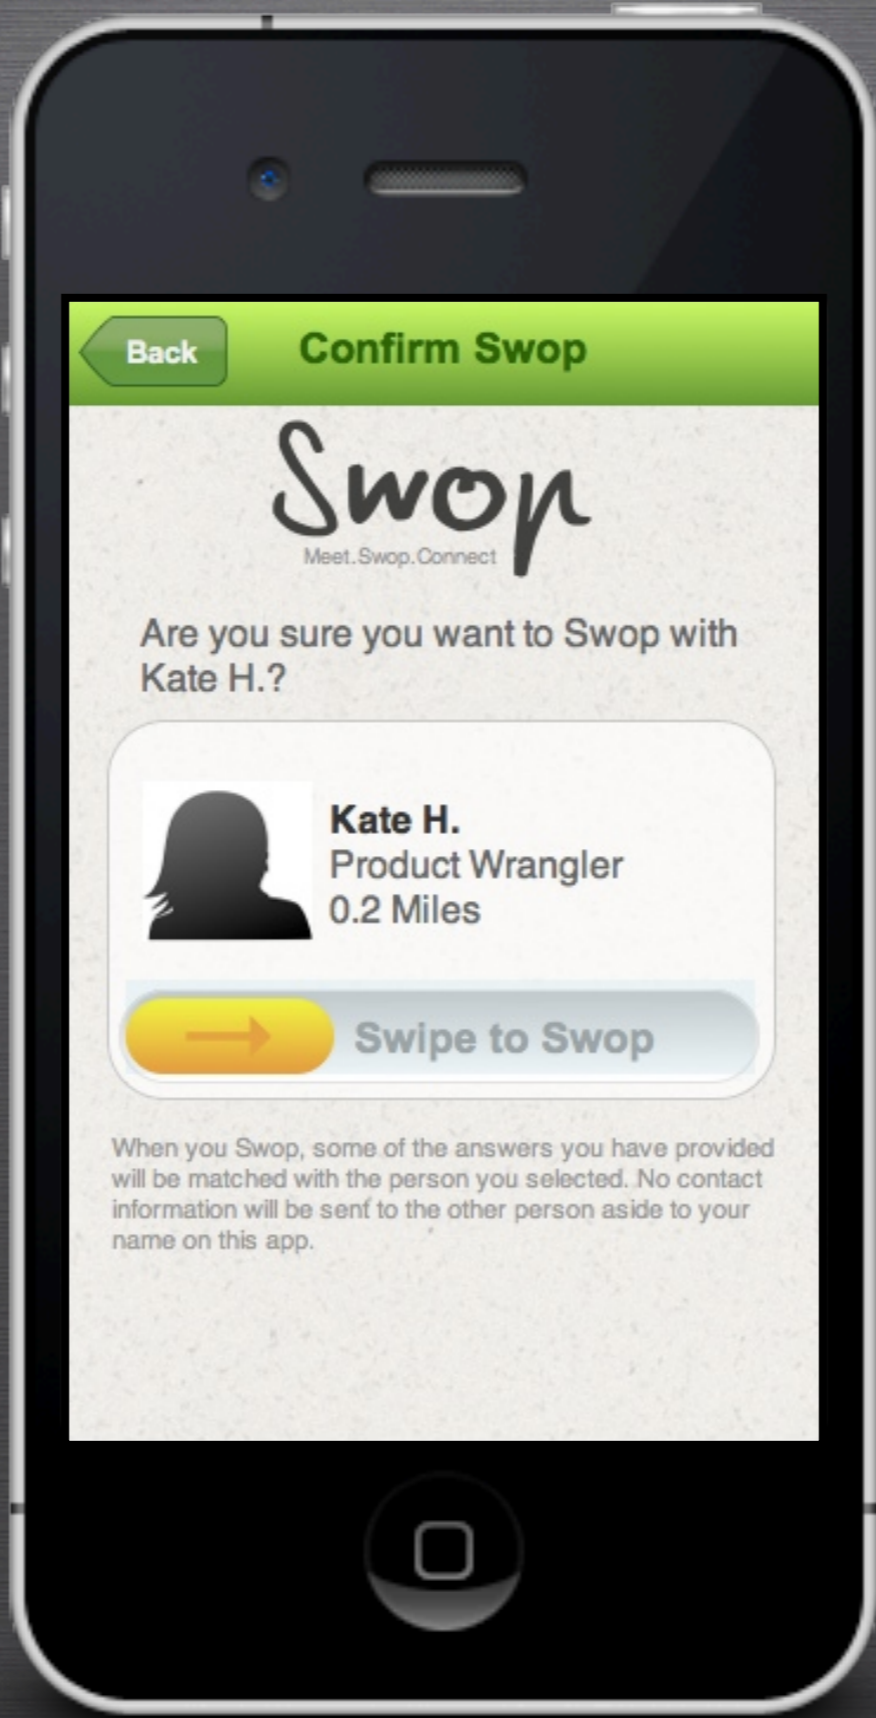 Back
Confirm Swop
Swop
Meet.Swop.Connect
Are you sure you want to Swop with
Kate H.?
Kate H.
Product Wrangler
0.2 Miles
Swipe to Swop
When you Swop, some of the answers you have provided
will be matched with the person you selected. No contact
information will be sent to the other person aside to your
name on this app.